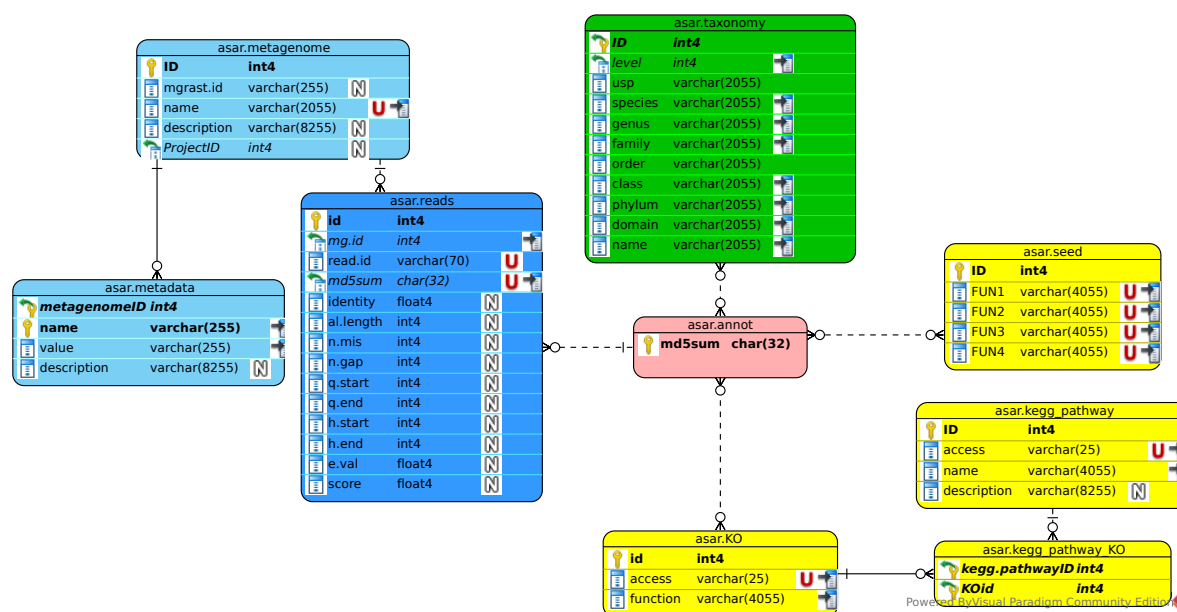 asar.metagenome
ID int4
mgrast.id varchar(255) N
name varchar(2055) U
description varchar(8255) N
ProjectID int4 N
asar.metadata
metagenomeID int4
name varchar(255)
value varchar(255)
description varchar(8255) N
asar.reads
id int4
mg.id int4
read.id varchar(70) U
md5sum char(32) U
identity float4 N
al.length int4 N
n.mis int4 N
n.gap int4 N
q.start int4 N
q.end int4 N
h.start int4 N
h.end int4 N
e.val float4 N
score float4 N
asar.taxonomy
ID int4
level int4
usp varchar(2055)
species varchar(2055)
genus varchar(2055)
family varchar(2055)
order varchar(2055)
class varchar(2055)
phylum varchar(2055)
domain varchar(2055)
name varchar(2055)
asar.annot
md5sum char(32)
asar.seed
ID int4
FUN1 varchar(4055) U
FUN2 varchar(4055) U
FUN3 varchar(4055) U
FUN4 varchar(4055) U
asar.kegg_pathway
ID int4
access varchar(25) U
name varchar(4055)
description varchar(8255) N
asar.KO
id int4
access varchar(25) U
function varchar(4055)
asar.kegg_pathway_KO
kegg.pathwayID int4
KOid int4
Powered ByVisual Paradigm Community Edition